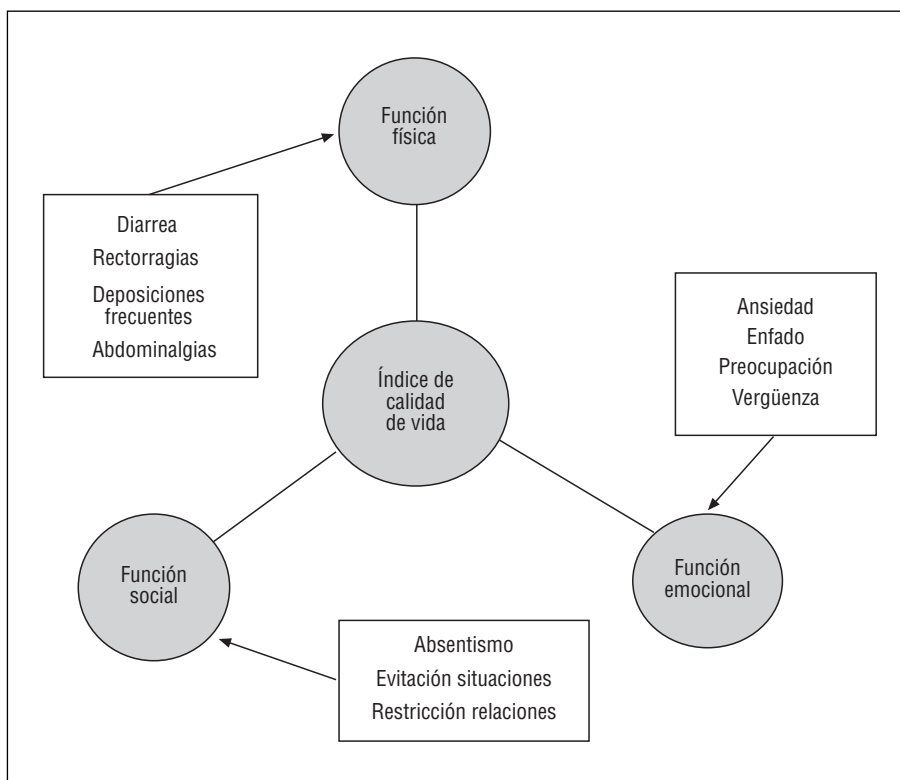 Función
física
Diarrea
Rectorragias
Deposiciones
frecuentes
Abdominalgias
Ansiedad
Enfado
Preocupación
Vergüenza
Índice de
calidad
de vida
Función
social
Función
emocional
Absentismo
Evitación situaciones
Restricción relaciones